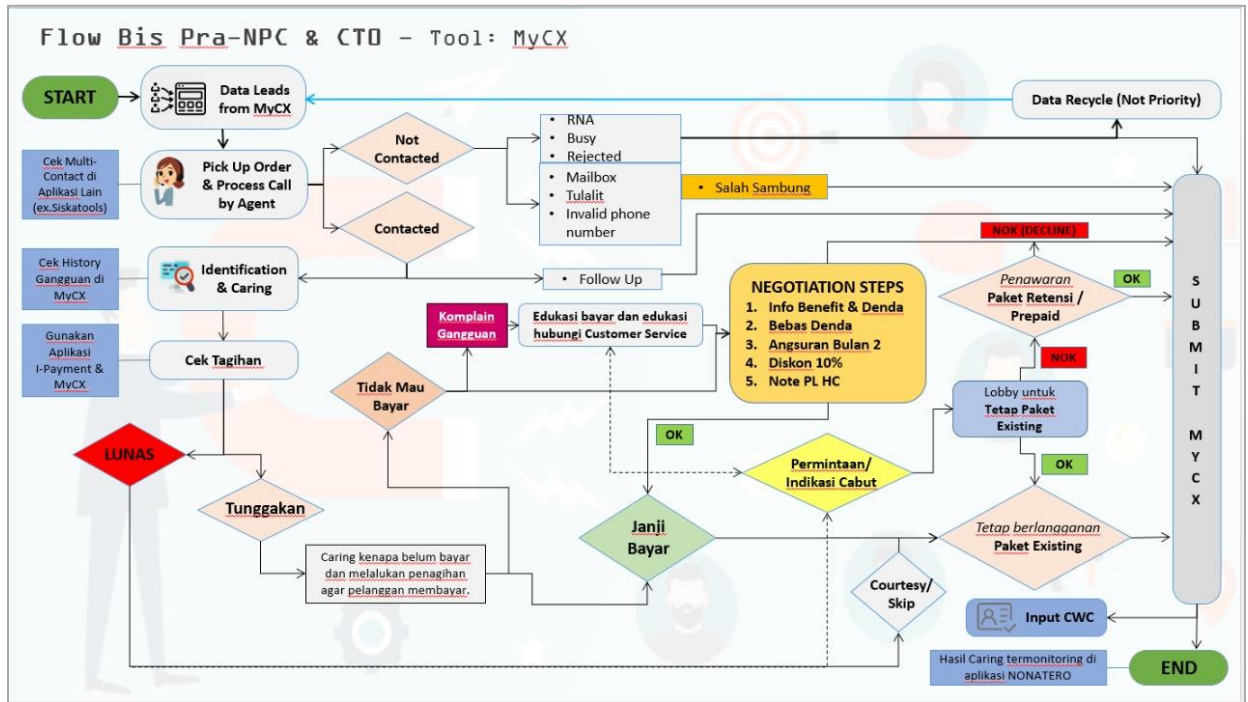 Flow Bis Pra-NPC & CTO – Tool: MyCX
START
Data Leads
from MyCX
Data Recycle (Not Priority)
Cek Multi-
Contact di
Aplikasi Lain
(ex.Siskatools)
Pick Up Order
& Process Call
by Agent
Not
Contacted
• RNA
• Busy
• Rejected
• Mailbox
• Tulalit
• Invalid phone
number
• Salah Sambung
Contacted
• Follow Up
Cek History
Gangguan di
MyCX
Identification
& Caring
Gunakan
Aplikasi
I-Payment &
MyCX
Cek Tagihan
Komplain
Gangguan
Edukasi bayar dan edukasi
hubungi Customer Service
NEGOTIATION STEPS
1. Info Benefit & Denda
2. Bebas Denda
3. Angsuran Bulan 2
4. Diskon 10%
5. Note PL HC
NOK (DECLINE)
Penawaran
Paket Retensi /
Prepaid
OK
NOK
Tidak Mau
Bayar
Lobby untuk
Tetap Paket
Existing
OK
OK
LUNAS
Tunggakan
Permintaan/
Indikasi Cabut
Janji
Bayar
Tetap berlangganan
Paket Existing
Caring kenapa belum bayar
dan melalukan penagihan
agar pelanggan membayar.
Courtesy/
Skip
S
U
B
M
I
T
M
Y
C
X
Input CWC
Hasil Caring termonitoring di
aplikasi NONATERO
END